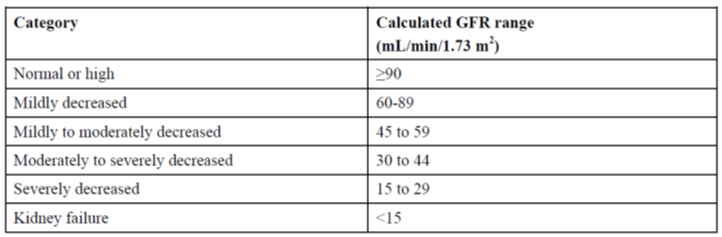 Category Calculated GFR range
(mL/min/1.73 m²)
Normal or high ≥90
Mildly decreased 60-89
Mildly to moderately decreased 45 to 59
Moderately to severely decreased 30 to 44
Severely decreased 15 to 29
Kidney failure <15